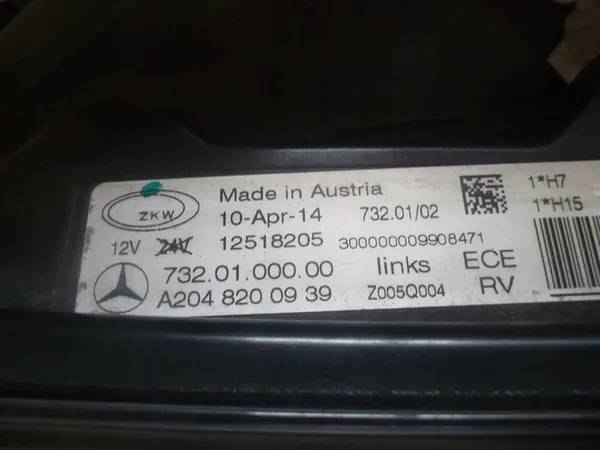 ZKW
Made in Austria
10-Apr-14 732.01/02
12V 24V 12518205 300000009908471
732.01.000.00 links ECE
A204 820 09 39 Z005Q004 RV
1*H7
1*H15